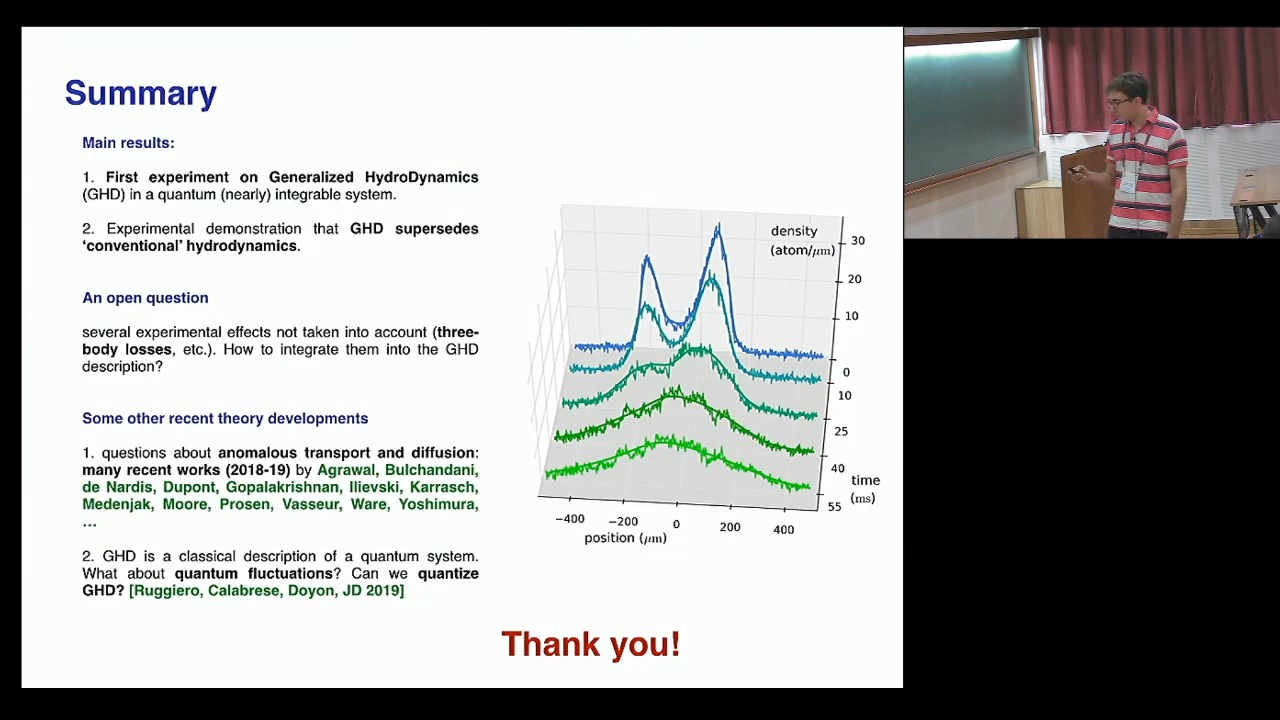 Summary
Main results:
1. First experiment on Generalized HydroDynamics
(GHD) in a quantum (nearly) integrable system.
2. Experimental demonstration that GHD supersedes
‘conventional’ hydrodynamics.
An open question
several experimental effects not taken into account (three-
body losses, etc.). How to integrate them into the GHD
description?
Some other recent theory developments
1. questions about anomalous transport and diffusion:
many recent works (2018-19) by Agrawal, Bulchandani,
de Nardis, Dupont, Gopalakrishnan, Ilievski, Karrasch,
Medenjak, Moore, Prosen, Vasseur, Ware, Yoshimura,
...
2. GHD is a classical description of a quantum system.
What about quantum fluctuations? Can we quantize
GHD? [Ruggiero, Calabrese, Doyon, JD 2019]
density
(atom/μm)
30
20
10
0
10
25
40
55
time
(ms)
−400 −200 0 200 400
position (μm)
Thank you!